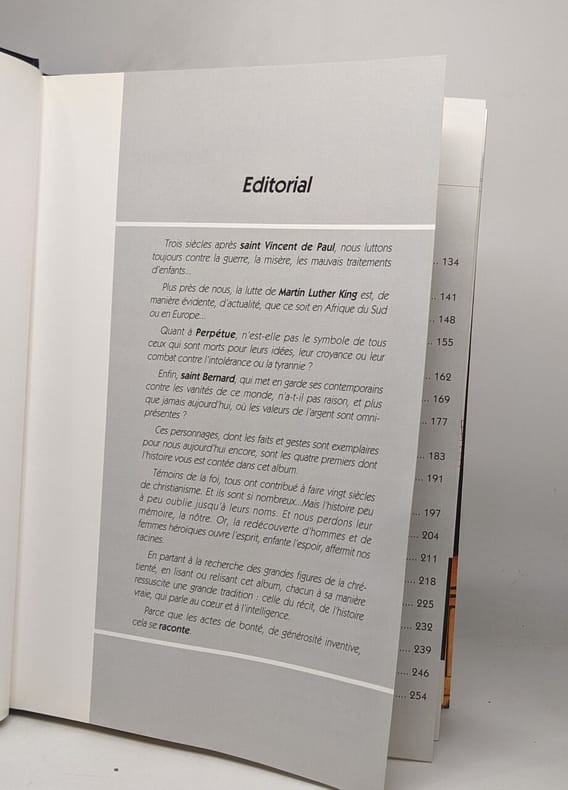 Editorial
Trois siècles après saint Vincent de Paul, nous luttons
toujours contre la guerre, la misère, les mauvais traitements
d'enfants...
Plus près de nous, la lutte de Martin Luther King est, de
manière évidente, d'actualité, que ce soit en Afrique du Sud
ou en Europe...
Quant à Perpétue, n'est-elle pas le symbole de tous
ceux qui sont morts pour leurs idées, leur croyance ou leur
combat contre l'intolérance ou la tyrannie ?
Enfin, saint Bernard, qui met en garde ses contemporains
contre les vanités de ce monde, n'a-t-il pas raison, et plus
que jamais aujourd'hui, où les valeurs de l'argent sont omni-
présentes ?
Ces personnages, dont les faits et gestes sont exemplaires
pour nous aujourd'hui encore, sont les quatre premiers dont
l'histoire vous est contée dans cet album.
Témoins de la foi, tous ont contribué à faire vingt siècles
de christianisme. Et ils sont si nombreux...Mais l'histoire peu
à peu oublie jusqu'à leurs noms. Et nous perdons leur
mémoire, la nôtre. Or, la redécouverte d'hommes et de
femmes héroïques ouvre l'esprit, enfante l'espoir, affermit nos
racines.
En partant à la recherche des grandes figures de la chré-
tienté, en lisant ou relisant cet album, chacun à sa manière
ressuscite une grande tradition : celle du récit, de l'histoire
vraie, qui parle au cœur et à l'intelligence.
Parce que les actes de bonté, de générosité inventive,
cela se raconte.
.. 134
.. 141
.. 148
.. 155
.. 162
.. 169
.. 177
... 183
... 191
... 197
.... 204
.... 211
.... 218
.... 225
.... 232
.... 239
.... 246
.... 254